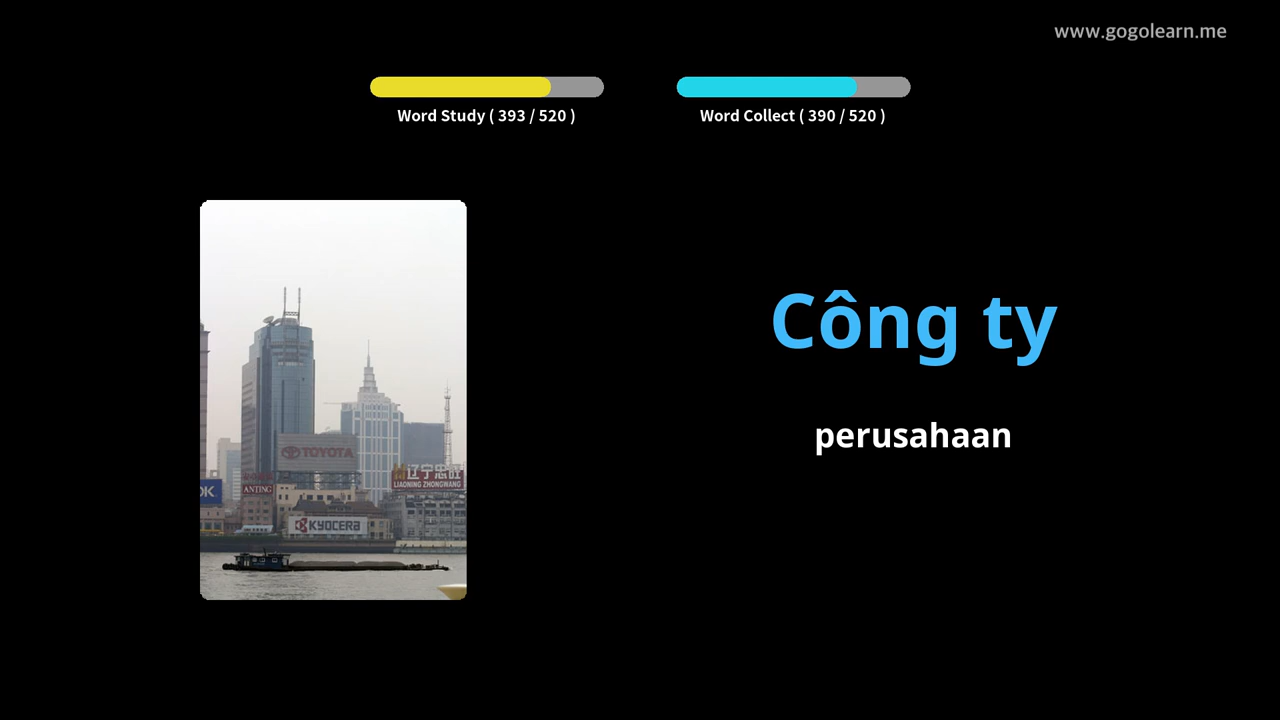 www.gogolearn.me
Word Study ( 393 / 520 )
Word Collect ( 390 / 520 )
Công ty
perusahaan
TOYOTA
辽宁忠旺
LIAONING ZHONGWANG
KYOCERA